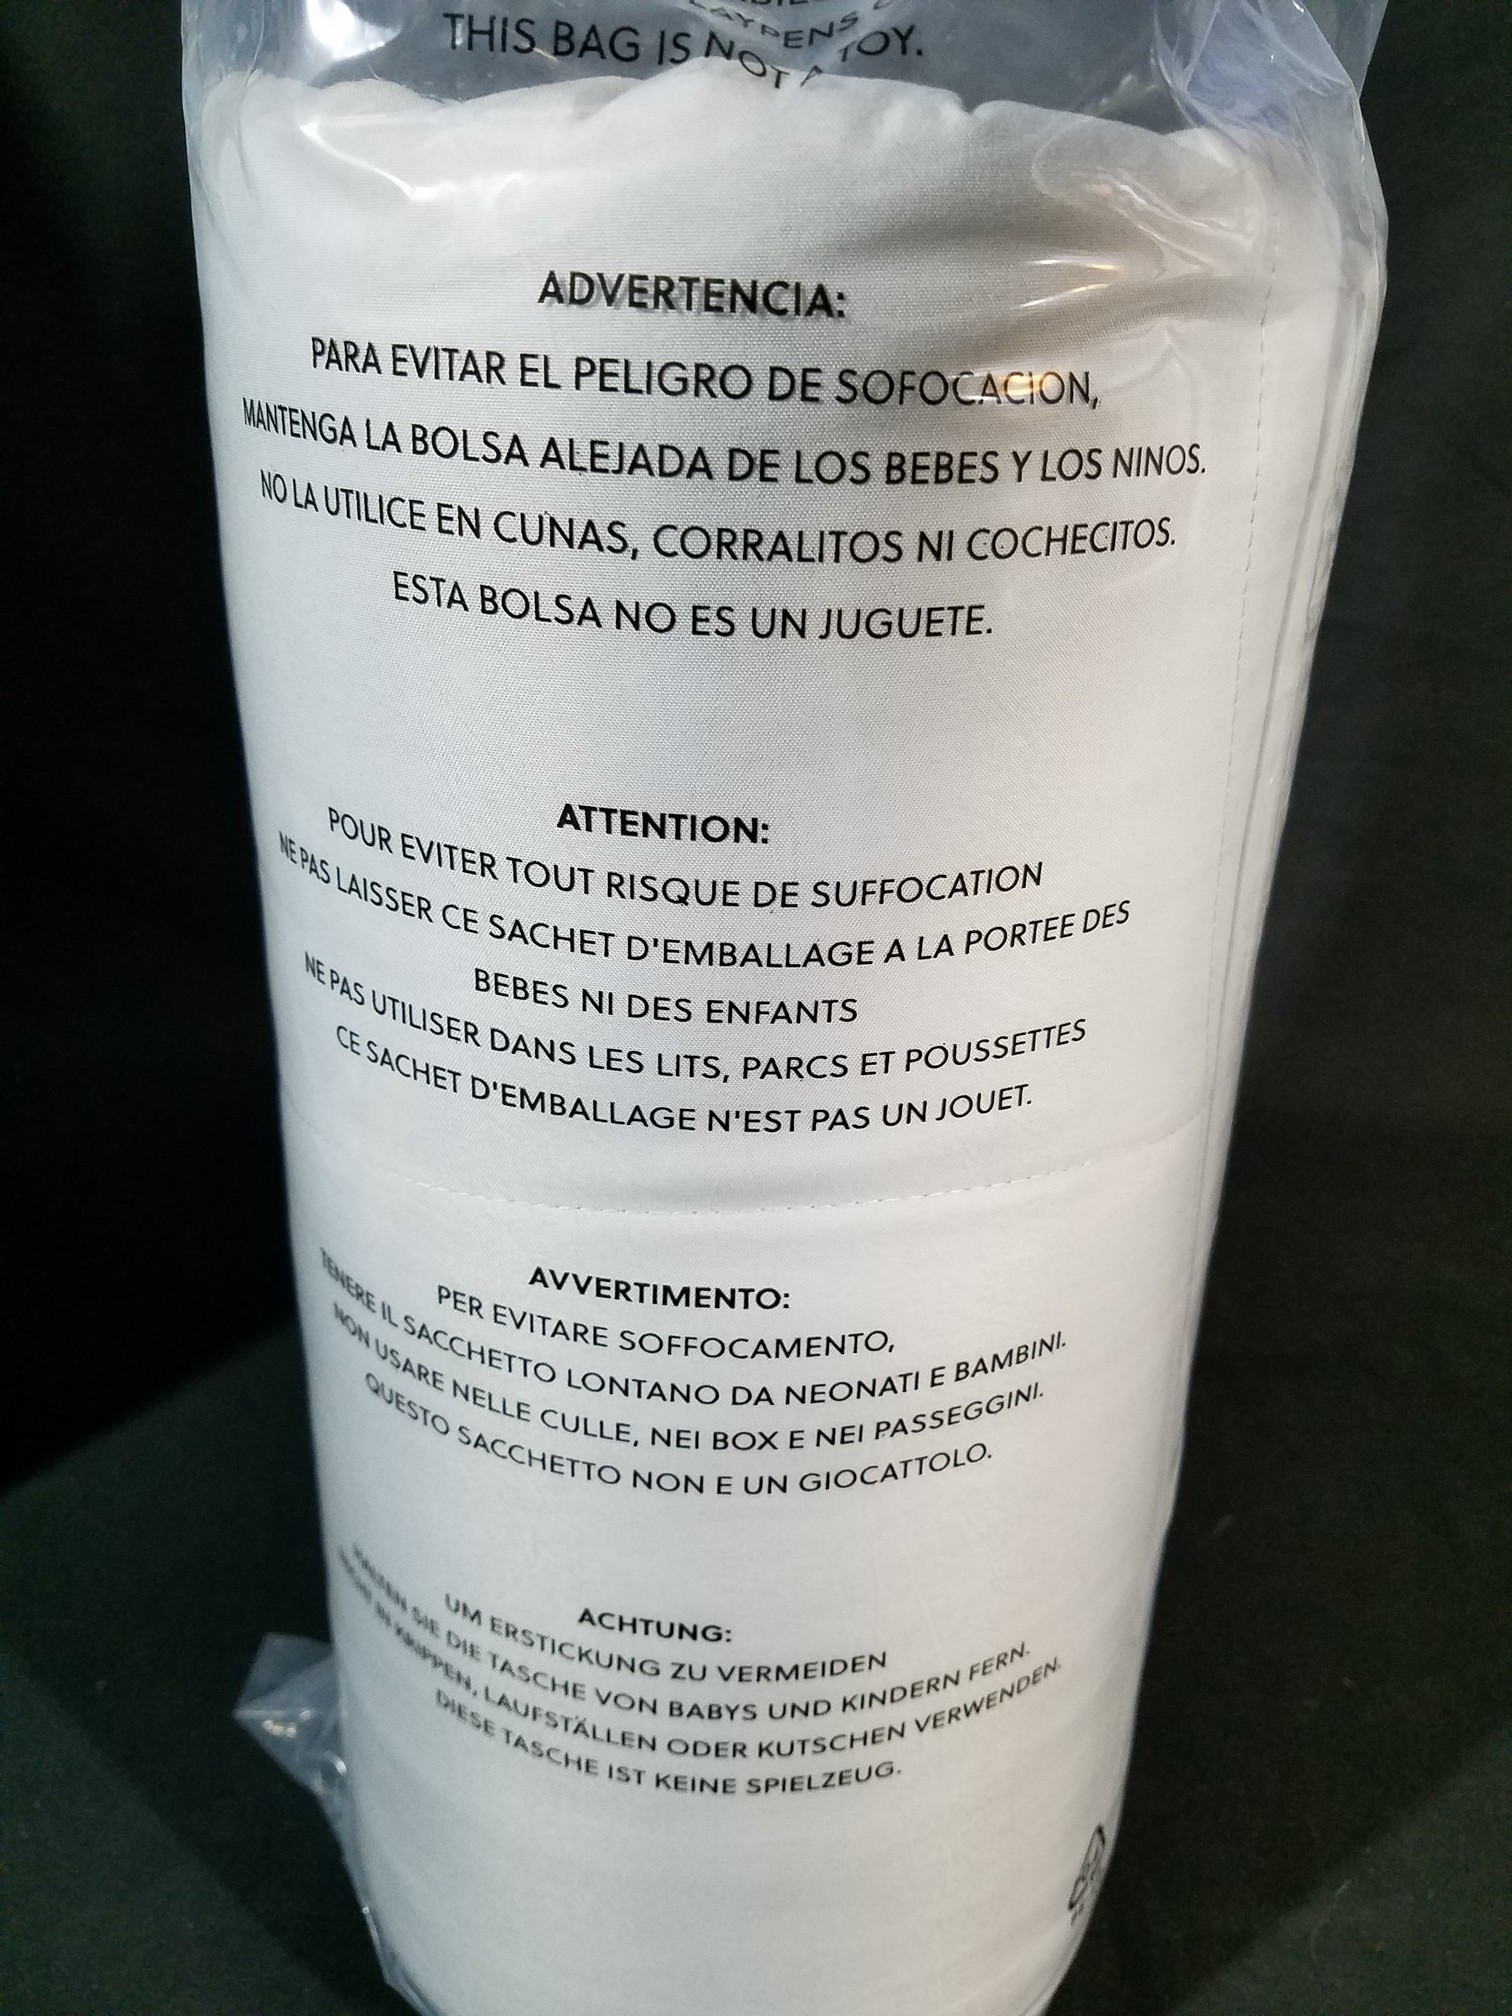 PLAYPENS
THIS BAG IS NOT A TOY.
ADVERTENCIA:
PARA EVITAR EL PELIGRO DE SOFOCACION,
MANTENGA LA BOLSA ALEJADA DE LOS BEBES Y LOS NINOS.
NO LA UTILICE EN CUNAS, CORRALITOS NI COCHECITOS.
ESTA BOLSA NO ES UN JUGUETE.
ATTENTION:
POUR EVITER TOUT RISQUE DE SUFFOCATION
NE PAS LAISSER CE SACHET D'EMBALLAGE A LA PORTEE DES
BEBES NI DES ENFANTS
NE PAS UTILISER DANS LES LITS, PARCS ET POUSSETTES
CE SACHET D'EMBALLAGE N'EST PAS UN JOUET.
AVVERTIMENTO:
PER EVITARE SOFFOCAMENTO,
TENERE IL SACCHETTO LONTANO DA NEONATI E BAMBINI.
NON USARE NELLE CULLE, NEI BOX E NEI PASSEGGINI.
QUESTO SACCHETTO NON E UN GIOCATTOLO.
ACHTUNG:
UM ERSTICKUNG ZU VERMEIDEN
HALTEN SIE DIE TASCHE VON BABYS UND KINDERN FERN.
NICHT IN KRIPPEN, LAUFSTÄLLEN ODER KUTSCHEN VERWENDEN.
DIESE TASCHE IST KEINE SPIELZEUG.